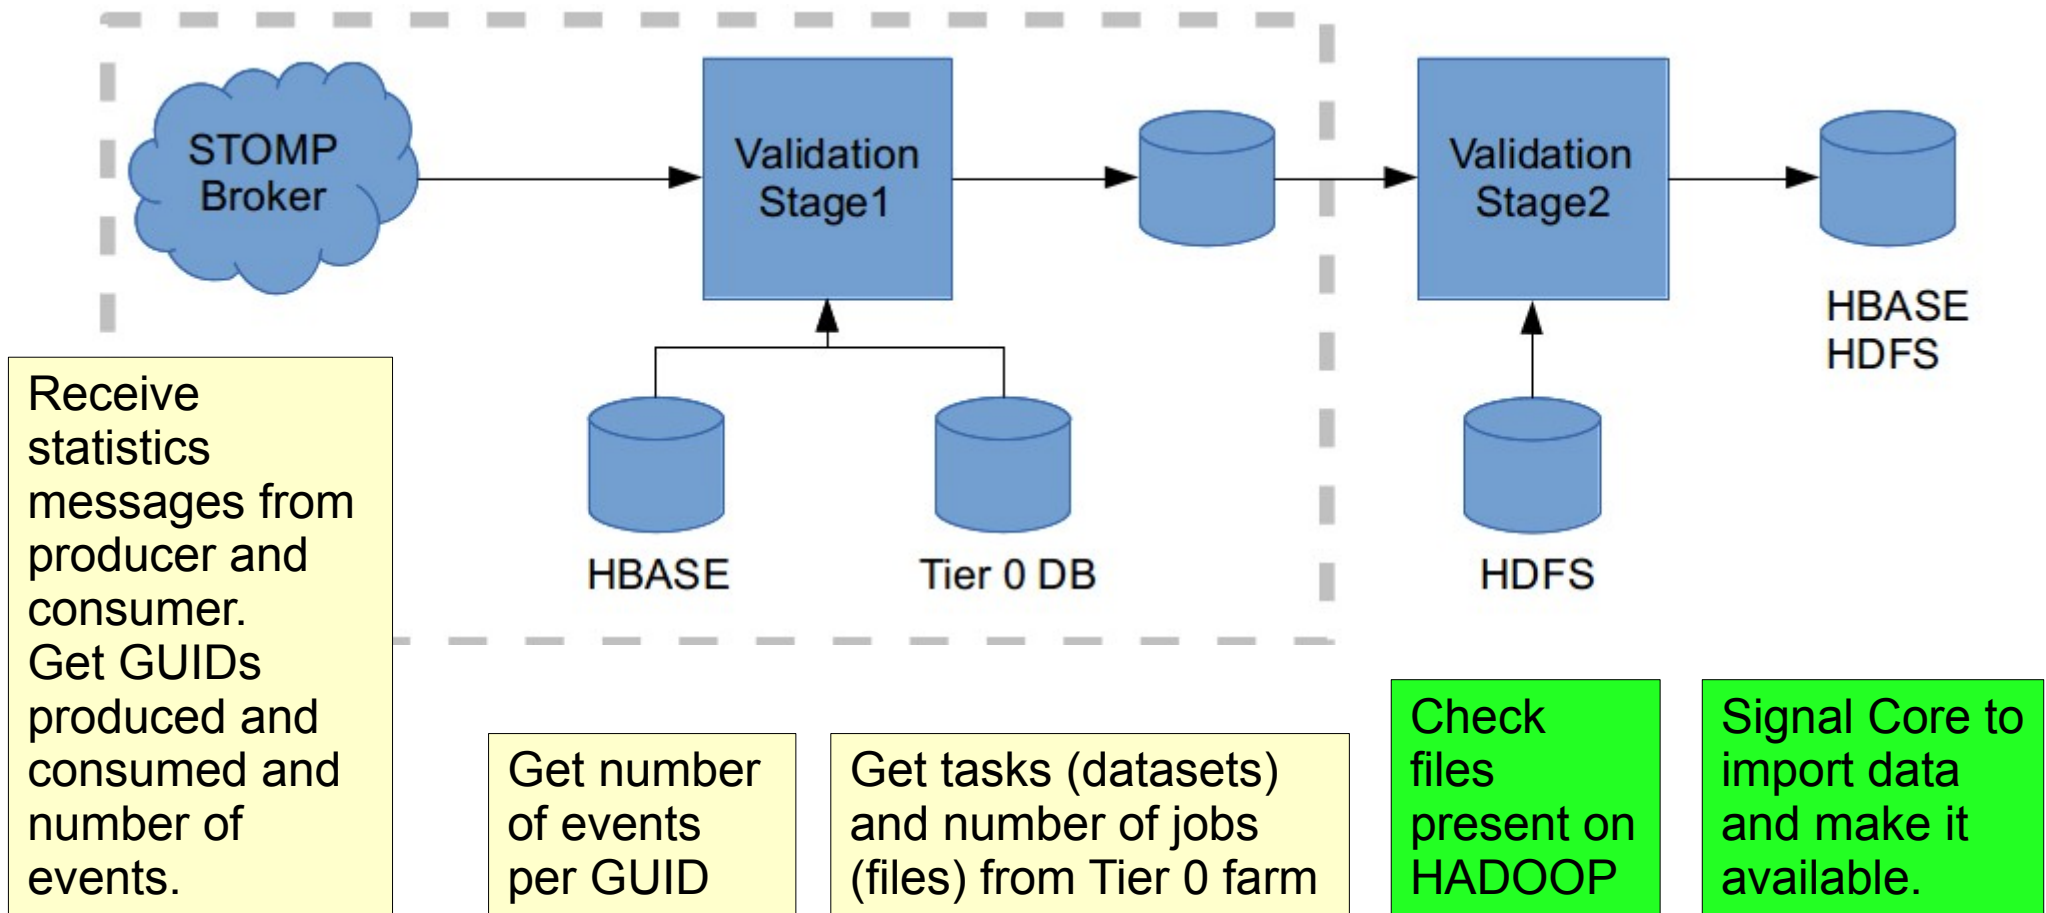 STOMP
Broker
Validation
Stage1
Validation
Stage2
HBASE
HDFS
HBASE
Tier 0 DB
HDFS
Receive
statistics
messages from
producer and
consumer.
Get GUIDs
produced and
consumed and
number of
events.
Get number
of events
per GUID
Get tasks (datasets)
and number of jobs
(files) from Tier 0 farm
Check
files
present on
HADOOP
Signal Core to
import data
and make it
available.